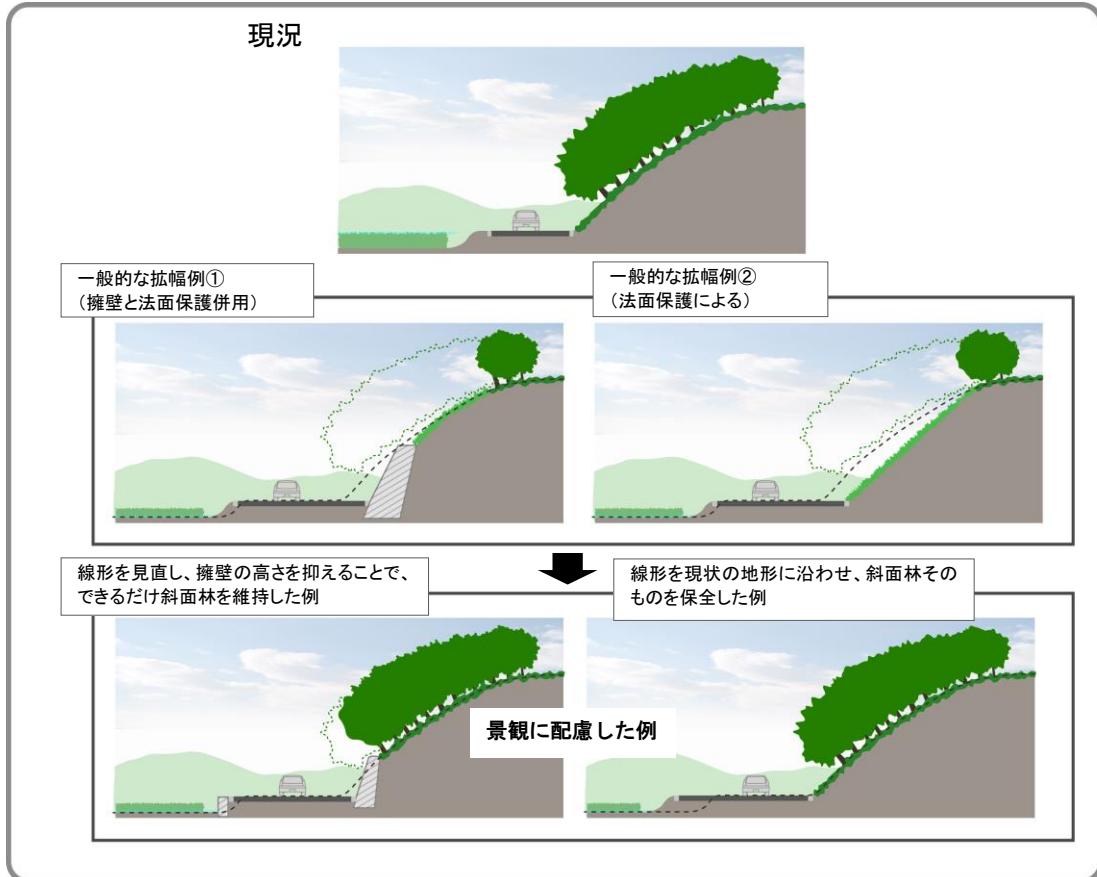 現況
一般的な拡幅例①
（擁壁と法面保護併用）
一般的な拡幅例②
（法面保護による）
線形を見直し、擁壁の高さを抑えることで、
できるだけ斜面林を維持した例
線形を現状の地形に沿わせ、斜面林そその
ものを保全した例
景観に配慮した例